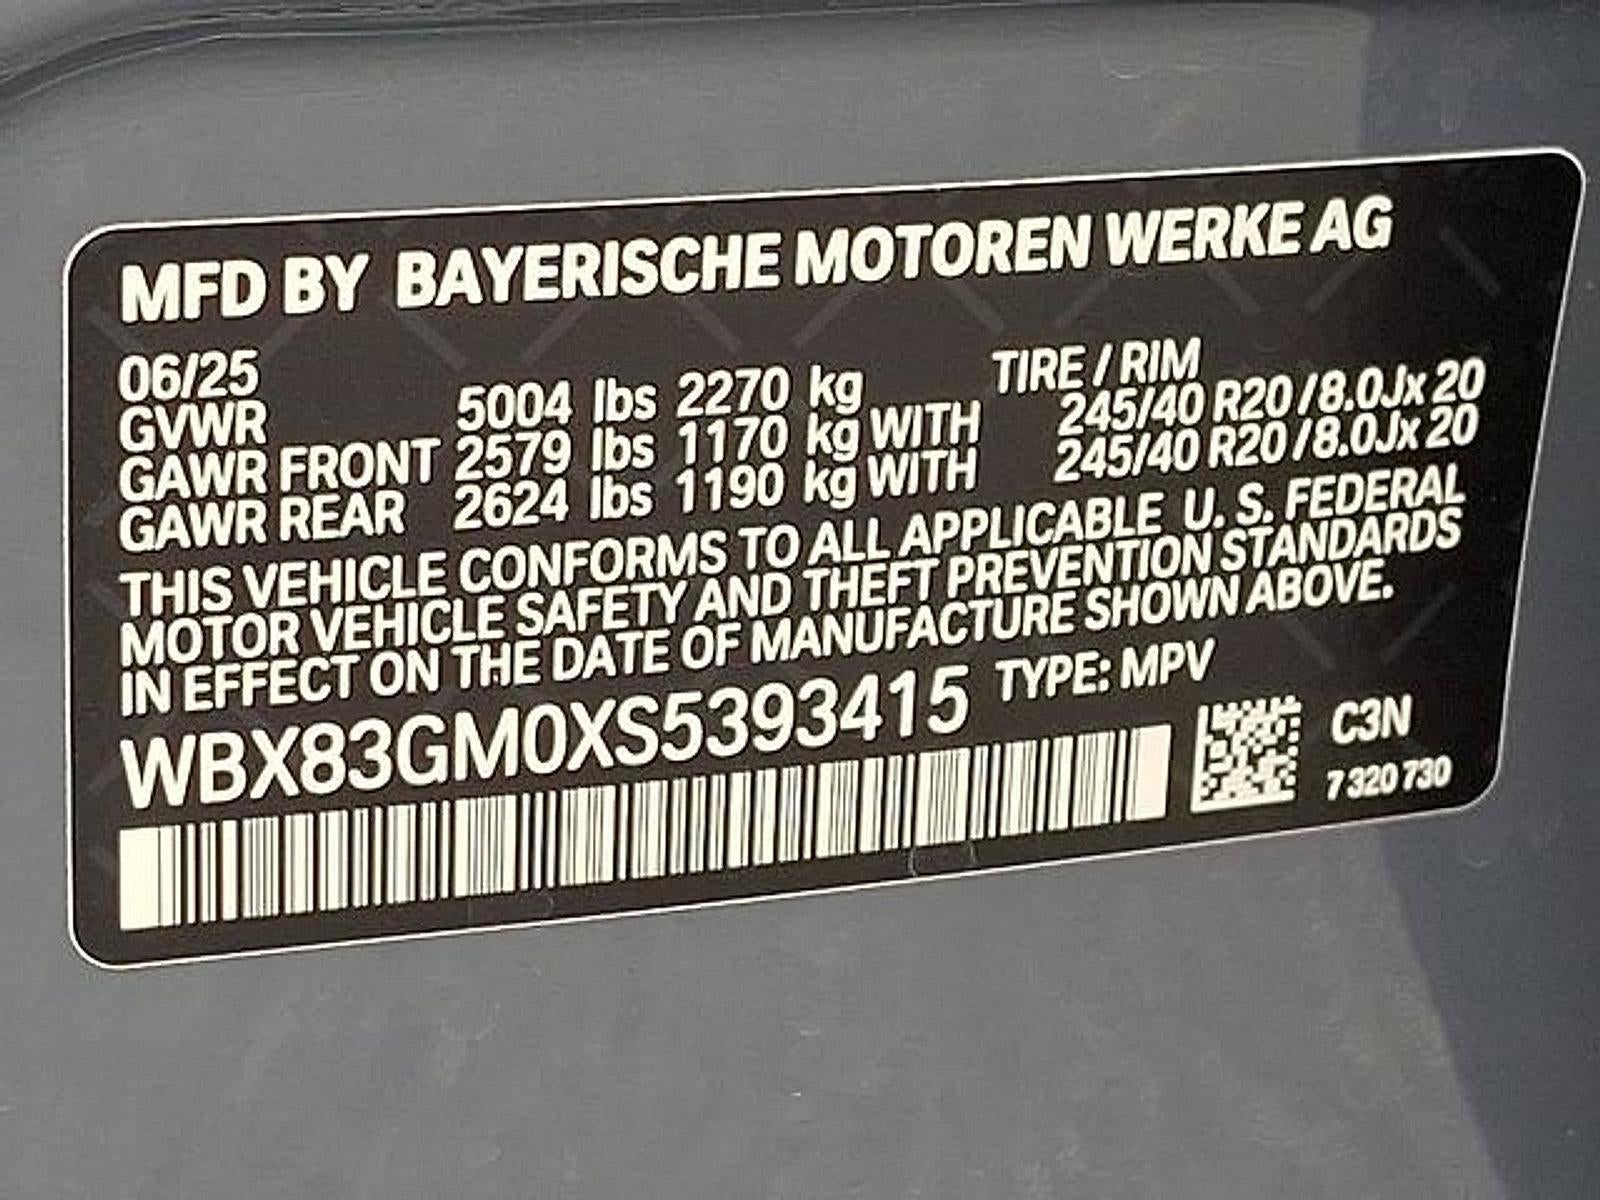 MFD BY BAYERISCHE MOTOREN WERKE AG
06/25 TIRE / RIM
GVWR 5004 lbs 2270 kg
GAWR FRONT 2579 lbs 1170 kg WITH 245/40 R20 / 8.0Jx 20
GAWR REAR 2624 lbs 1190 kg WITH 245/40 R20 / 8.0Jx 20
THIS VEHICLE CONFORMS TO ALL APPLICABLE U. S. FEDERAL
MOTOR VEHICLE SAFETY AND THEFT PREVENTION STANDARDS
IN EFFECT ON THE DATE OF MANUFACTURE SHOWN ABOVE.
WBX83GM0XS5393415 TYPE: MPV
C3N
7 320 730